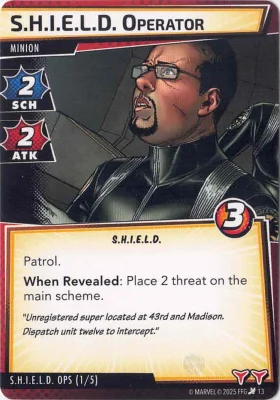 S.H.I.E.L.D. OPERATOR
MINION
2
SCH
2
ATK
3
S.H.I.E.L.D.
Patrol.
When Revealed: Place 2 threat on the
main scheme.
"Unregistered super located at 43rd and Madison.
Dispatch unit twelve to intercept."
S.H.I.E.L.D. OPS (1/5)
© MARVEL © 2025 FFG 13